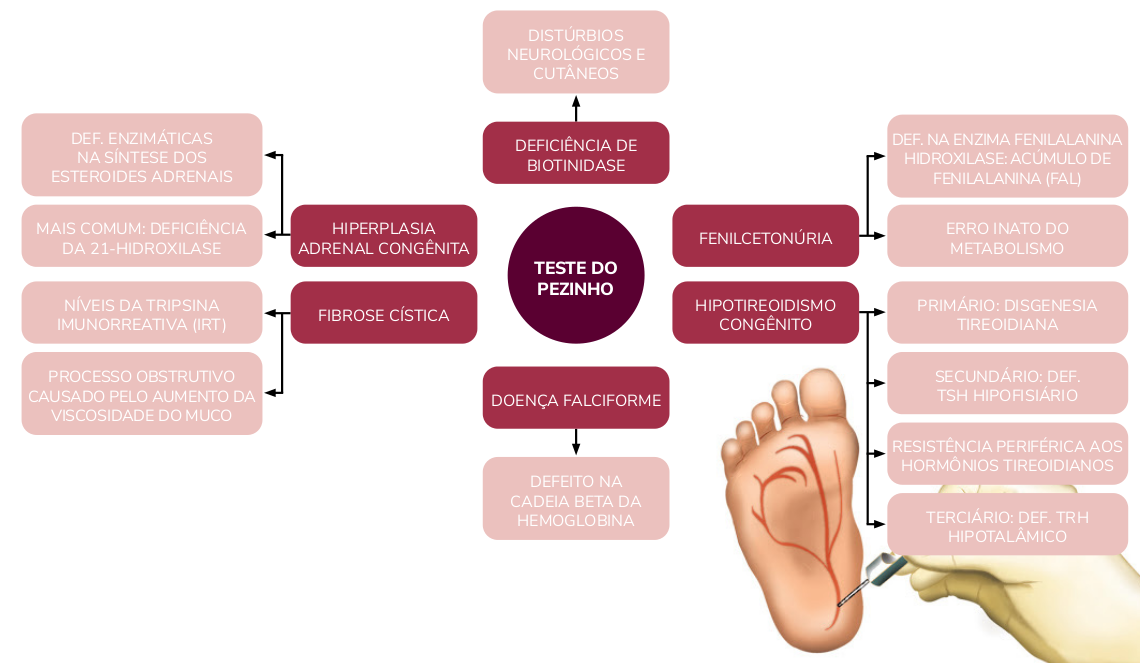 DISTÚRBIOS
NEUROLÓGICOS E
CUTÂNEOS
DEFICIÊNCIA DE
BIOTINIDASE
DEF. ENZIMÁTICAS
NA SÍNTESE DOS
ESTEROIDES ADRENAIS
MAIS COMUM: DEFICIÊNCIA
DA 21-HIDROXILASE
HIPERPLASIA
ADRENAL CONGÊNITA
NÍVEIS DA TRIPSINA
IMUNORREATIVA (IRT)
FIBROSE CÍSTICA
PROCESSO OBSTRUTIVO
CAUSADO PELO AUMENTO DA
VISCOSIDADE DO MUCO
TESTE DO
PEZINHO
DOENÇA FALCIFORME
DEFEITO NA
CADEIA BETA DA
HEMOGLOBINA
FENILCETONÚRIA
DEF. NA ENZIMA FENILALANINA
HIDROXILASE: ACÚMULO DE
FENILALANINA (FAL)
ERRO INATO DO
METABOLISMO
HIPOTIREOIDISMO
CONGÊNITO
PRIMÁRIO: DISGENESIA
TIREOIDIANA
SECUNDÁRIO: DEF.
TSH HIPOFISIÁRIO
RESISTÊNCIA PERIFÉRICA AOS
HORMÔNIOS TIREOIDIANOS
TERCIÁRIO: DEF. TRH
HIPOTALÂMICO